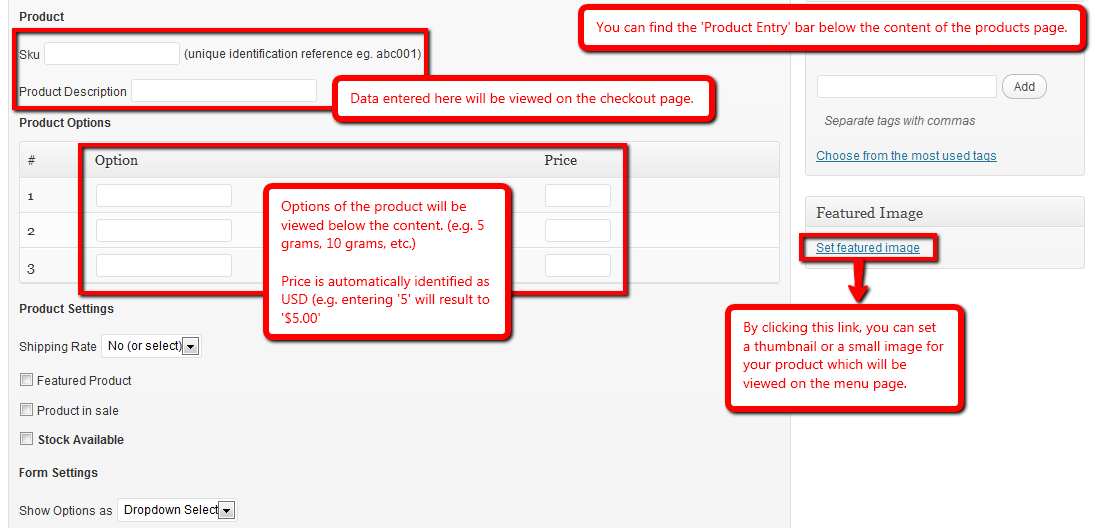 Product
Sku
(unique identification reference eg. abc001)
Product Description
Data entered here will be viewed on the checkout page.
Product Options
# Option Price
1
2
3
Options of the product will be
viewed below the content. (e.g. 5
grams, 10 grams, etc.)
Price is automatically identified as
USD (e.g. entering '5' will result to
'$5.00'
Product Settings
Shipping Rate No (or select)
Featured Product
Product in sale
Stock Available
Form Settings
Show Options as Dropdown Select
You can find the 'Product Entry' bar below the content of the products page.
Add
Separate tags with commas
Choose from the most used tags
Featured Image
Set featured image
By clicking this link, you can set
a thumbnail or a small image for
your product which will be
viewed on the menu page.